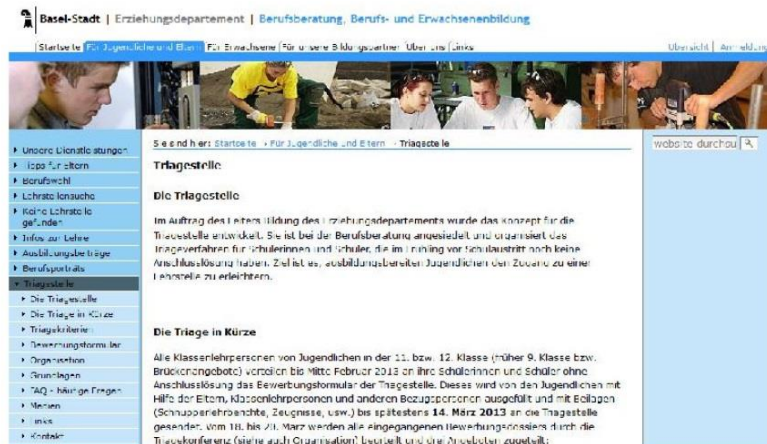 Basel-Stadt | Erziehungsdepartement | Berufsberatung, Berufs- und Erwachsenenbildung
Startseite Für Jugendliche und Eltern Für Erwachsene Für unsere Bildungspartner Über uns Links
Übersicht Anmeldung
Sie sind hier: Startseite Für Jugendliche und Eltern Triagestelle
website durchsu
Unsere Dienstleistungen
Tipps für Eltern
Berufswahl
Lehrstellensuche
Keine Lehrstelle
gefunden
Infos zur Lehre
Ausbildungsbeiträge
Berufsporträts
Triagestelle
Die Triagestelle
Die Triage in Kürze
Triagekriterien
Bewerbungsformular
Organisation
Grundlagen
FAQ - häufige Fragen
Medien
Links
Kontakt
Triagestelle
Die Triagestelle
Im Auftrag des Leiters Bildung des Erziehungsdepartements wurde das Konzept für die
Triagestelle entwickelt. Sie ist bei der Berufsberatung angesiedelt und organisiert das
Triageverfahren für Schülerinnen und Schüler, die im Frühling vor Schulaustritt noch keine
Anschlusslösung haben. Ziel ist es, ausbildungsbereiten Jugendlichen den Zugang zu einer
Lehrstelle zu erleichtern.
Die Triage in Kürze
Alle Klassenlehrpersonen von Jugendlichen in der 11. bzw. 12. Klasse (früher 9. Klasse bzw.
Brückenangebote) verteilen bis Mitte Februar 2013 an ihre Schülerinnen und Schüler ohne
Anschlusslösung das Bewerbungsformular der Triagestelle. Dieses wird von den Jugendlichen mit
Hilfe der Eltern, Klassenlehrpersonen und anderen Bezugspersonen ausgefüllt und mit Beilagen
(Schnupperlehrberichte, Zeugnisse, usw.) bis spätestens 14. März 2013 an die Triagestelle
gesendet. Vom 18. bis 20. März werden alle eingegangenen Bewerbungsdossiers durch die
Triagekonferenz (siehe auch Organisation) beurteilt und drei Angeboten zugeteilt: